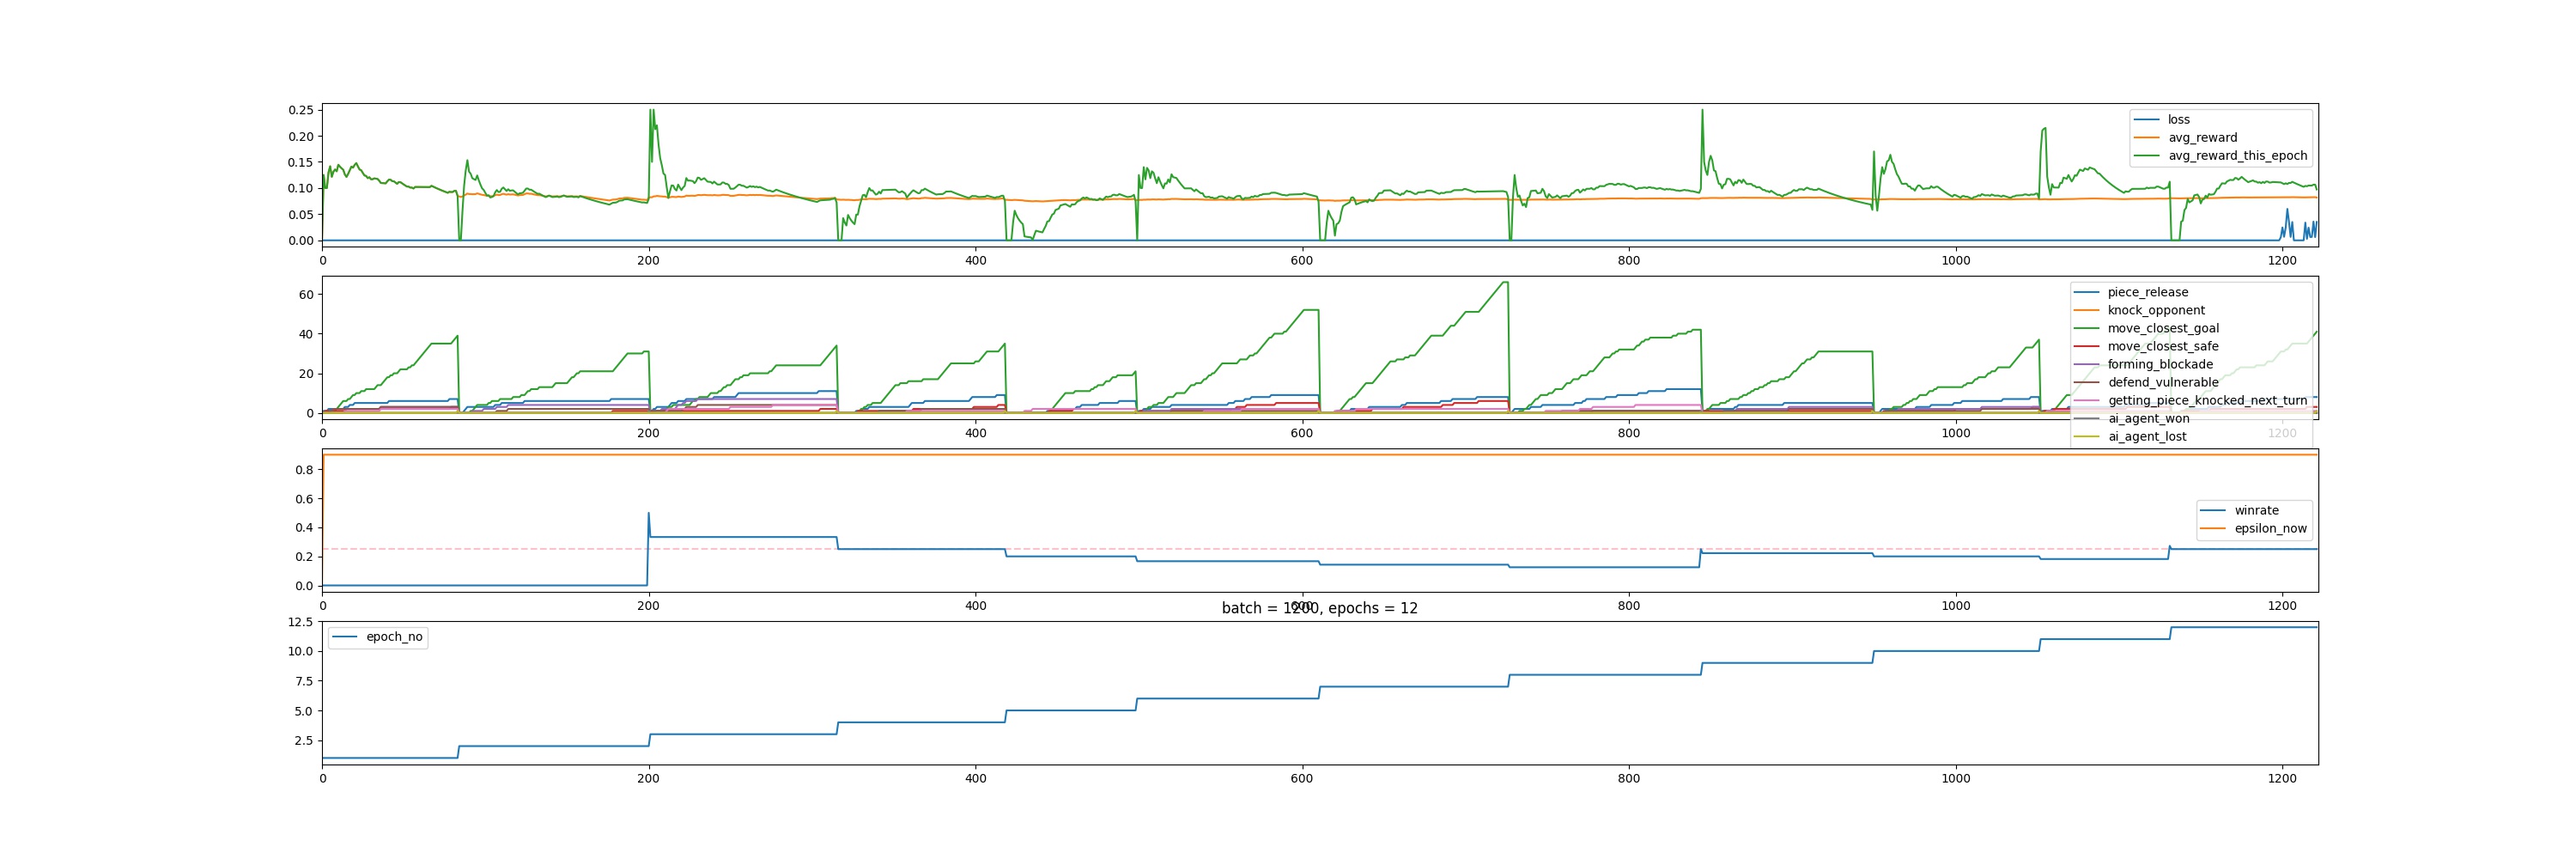 0.25
0.20
0.15
0.10
0.05
0.00
loss
avg_reward
avg_reward_this_epoch
0 200 400 600 800 1000 1200
60
40
20
0
piece_release
knock_opponent
move_closest_goal
move_closest_safe
forming_blockade
defend_vulnerable
getting_piece_knocked_next_turn
ai_agent_won
ai_agent_lost
0 200 400 600 800 1000 1200
0.8
0.6
0.4
0.2
0.0
winrate
epsilon_now
0 200 400 600 800 1000 1200
batch = 1200, epochs = 12
12.5
10.0
7.5
5.0
2.5
epoch_no
0 200 400 600 800 1000 1200